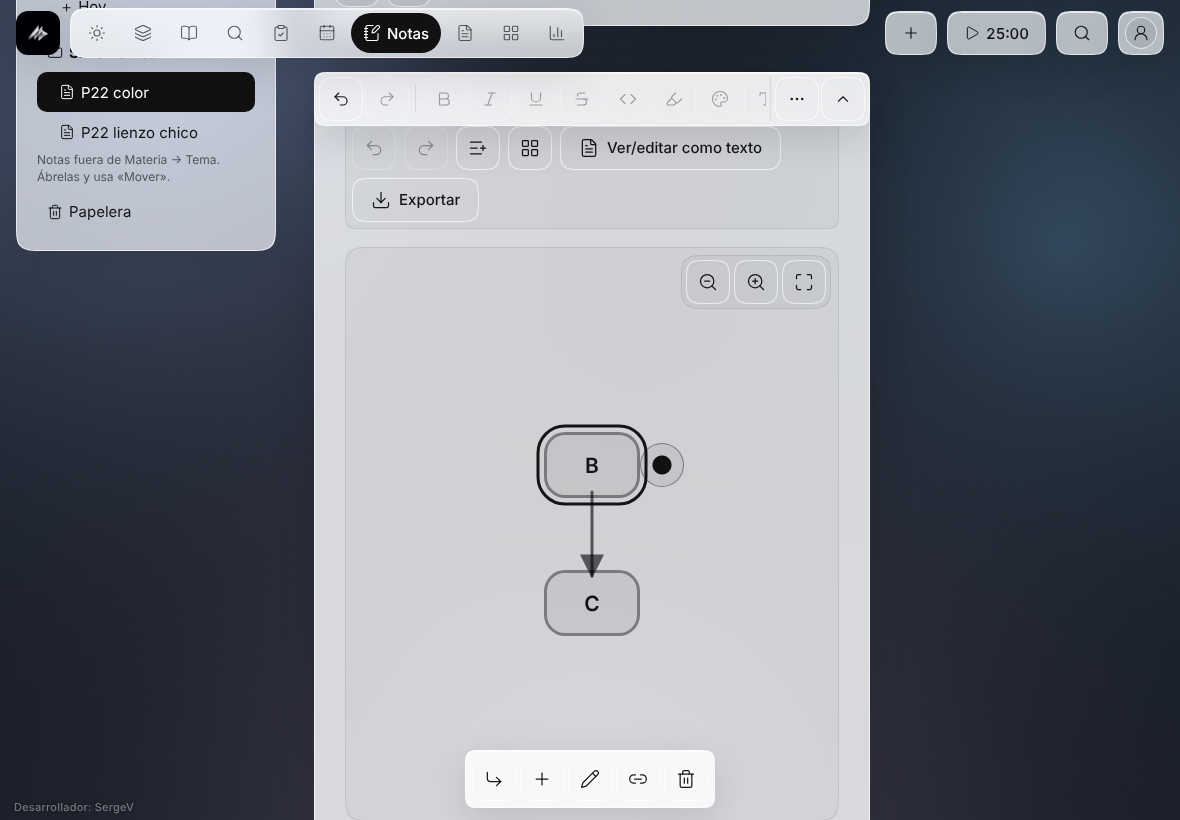 Hoy
Notas
25:00
P22 color
P22 lienzo chico
Notas fuera de Materia → Tema.
Ábrelas y usa «Mover».
Papelera
Ver/editar como texto
Exportar
B
C
Desarrollador: SergeV